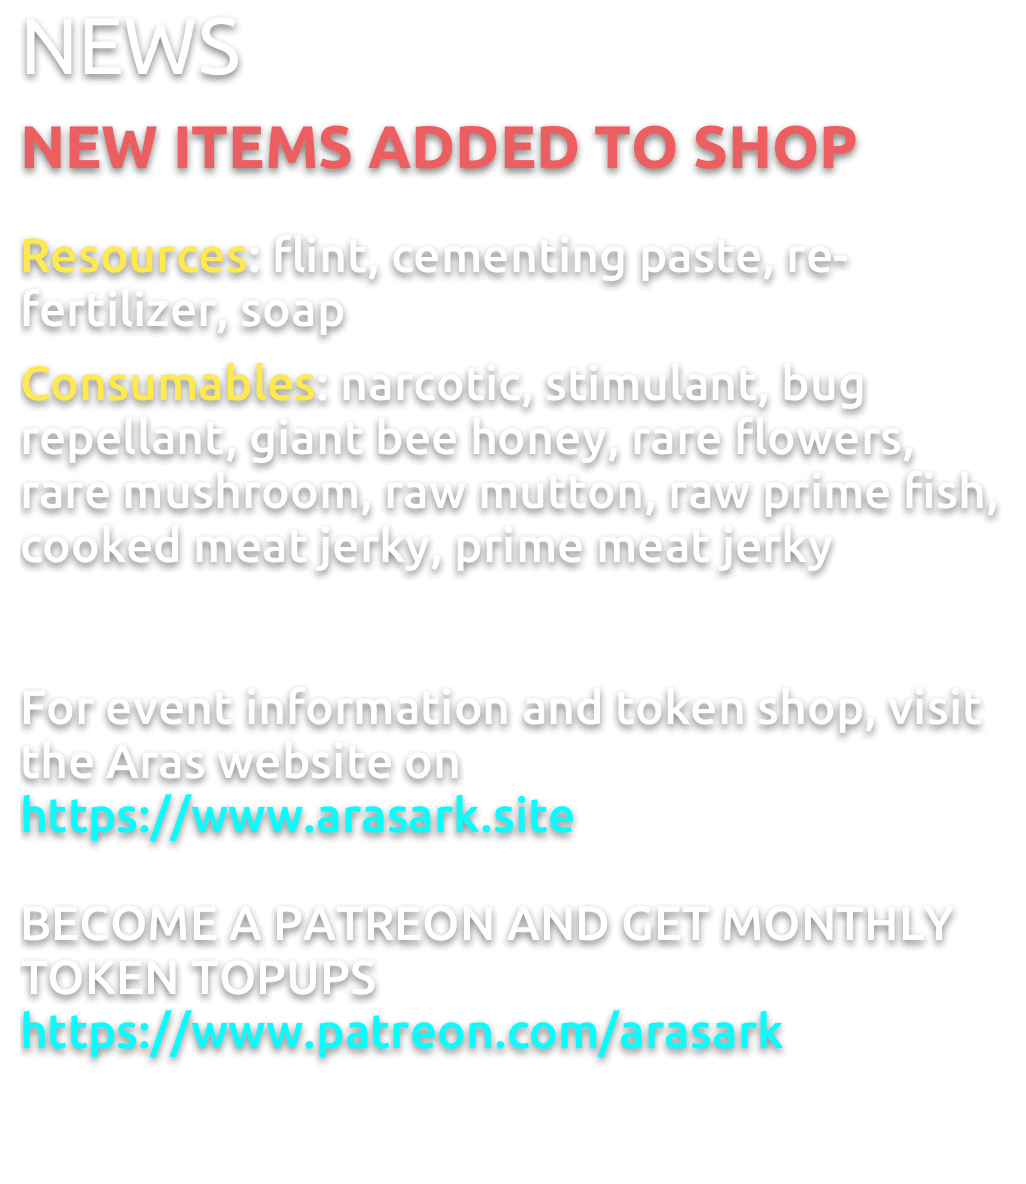 NEWS
NEW ITEMS ADDED TO SHOP
Resources: flint, cementing paste, re-
fertilizer, soap
Consumables: narcotic, stimulant, bug
repellant, giant bee honey, rare flowers,
rare mushroom, raw mutton, raw prime fish,
cooked meat jerky, prime meat jerky
For event information and token shop, visit
the Aras website on
https://www.arasark.site
BECOME A PATREON AND GET MONTHLY
TOKEN TOPUPS
https://www.patreon.com/arasark